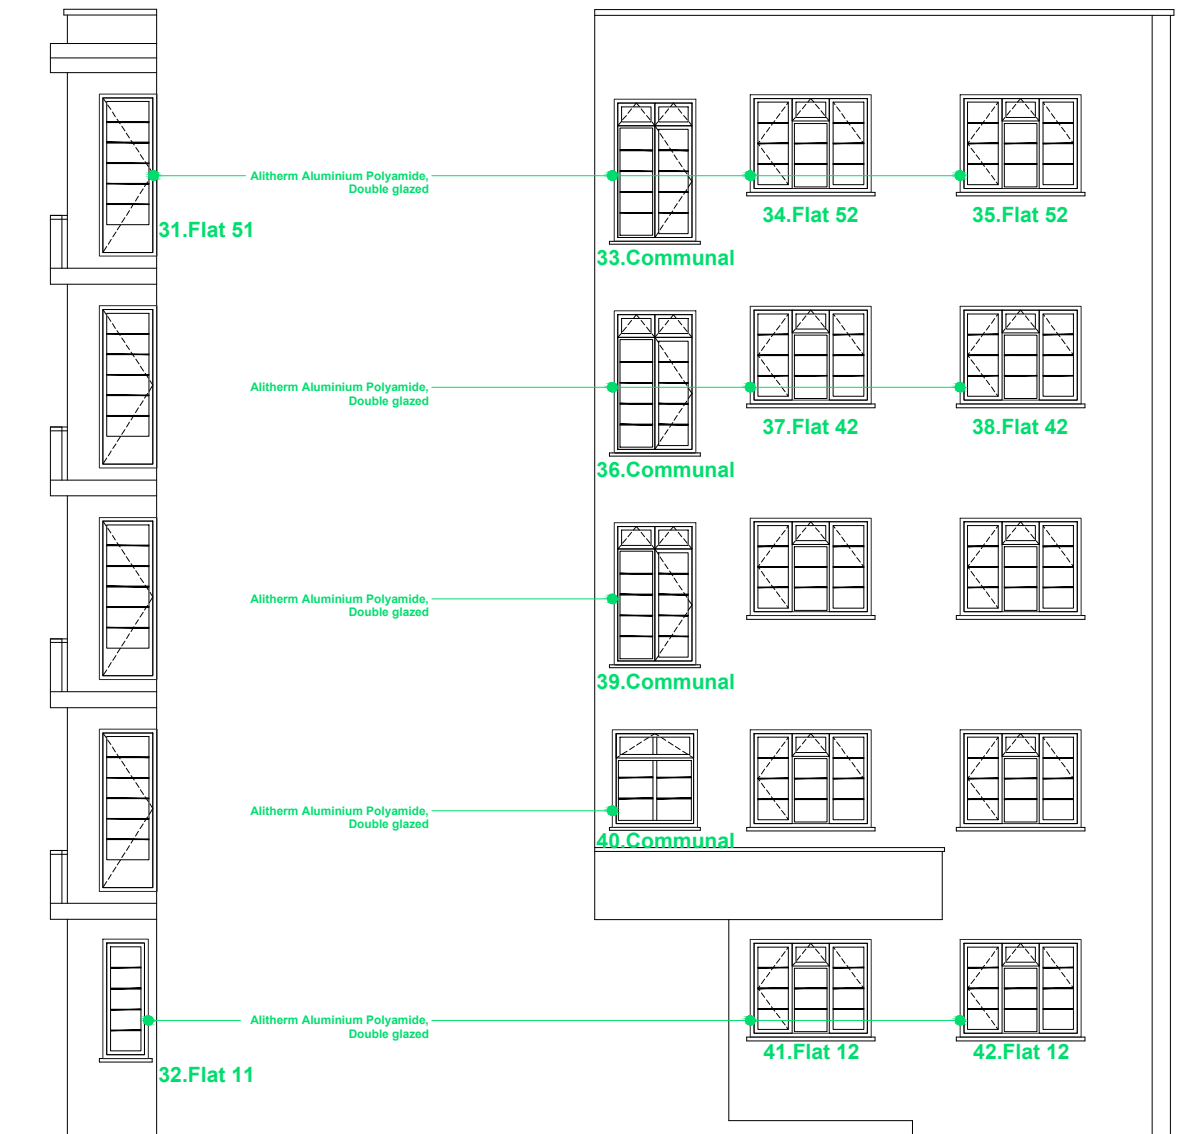 Alitherm Aluminium Polyamide,
Double glazed
31.Flat 51
33.Communal
34.Flat 52
35.Flat 52
Alitherm Aluminium Polyamide,
Double glazed
36.Communal
37.Flat 42
38.Flat 42
Alitherm Aluminium Polyamide,
Double glazed
39.Communal
Alitherm Aluminium Polyamide,
Double glazed
40.Communal
Alitherm Aluminium Polyamide,
Double glazed
32.Flat 11
41.Flat 12
42.Flat 12